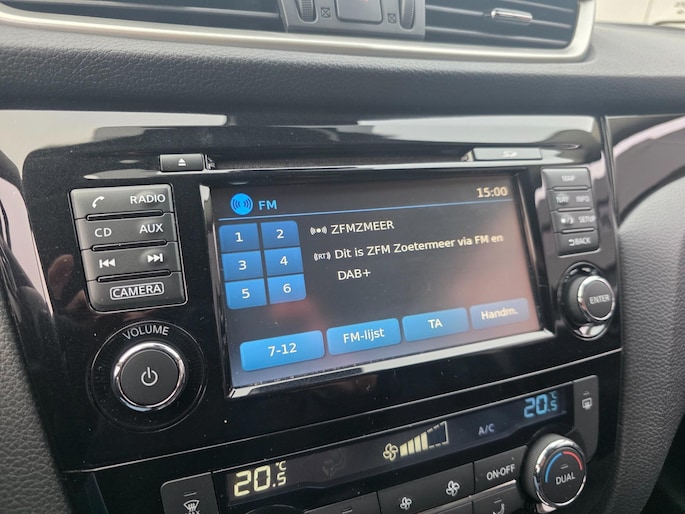 RADIO
CD AUX
CAMERA
VOLUME
FM 15:00
1 2
3 4
5 6
ZFMZMEER
(RT) Dit is ZFM Zoetermeer via FM en
DAB+
7-12 FM-lijst TA Handm.
MAP
INFO
SETUP
BACK
ENTER
20.5 °C
A/C
20.5 °C
ON·OFF
DUAL